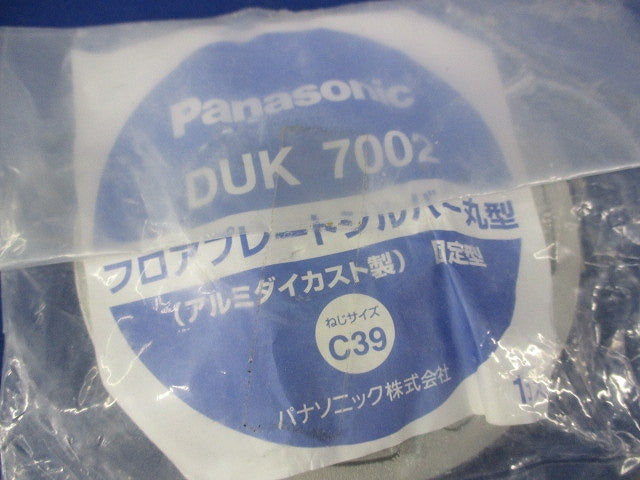 Panasonic
DUK 7002
フロアプレートシルバー丸型
(アルミダイカスト製) 固定型
ねじサイズ
C39
パナソニック株式会社
1